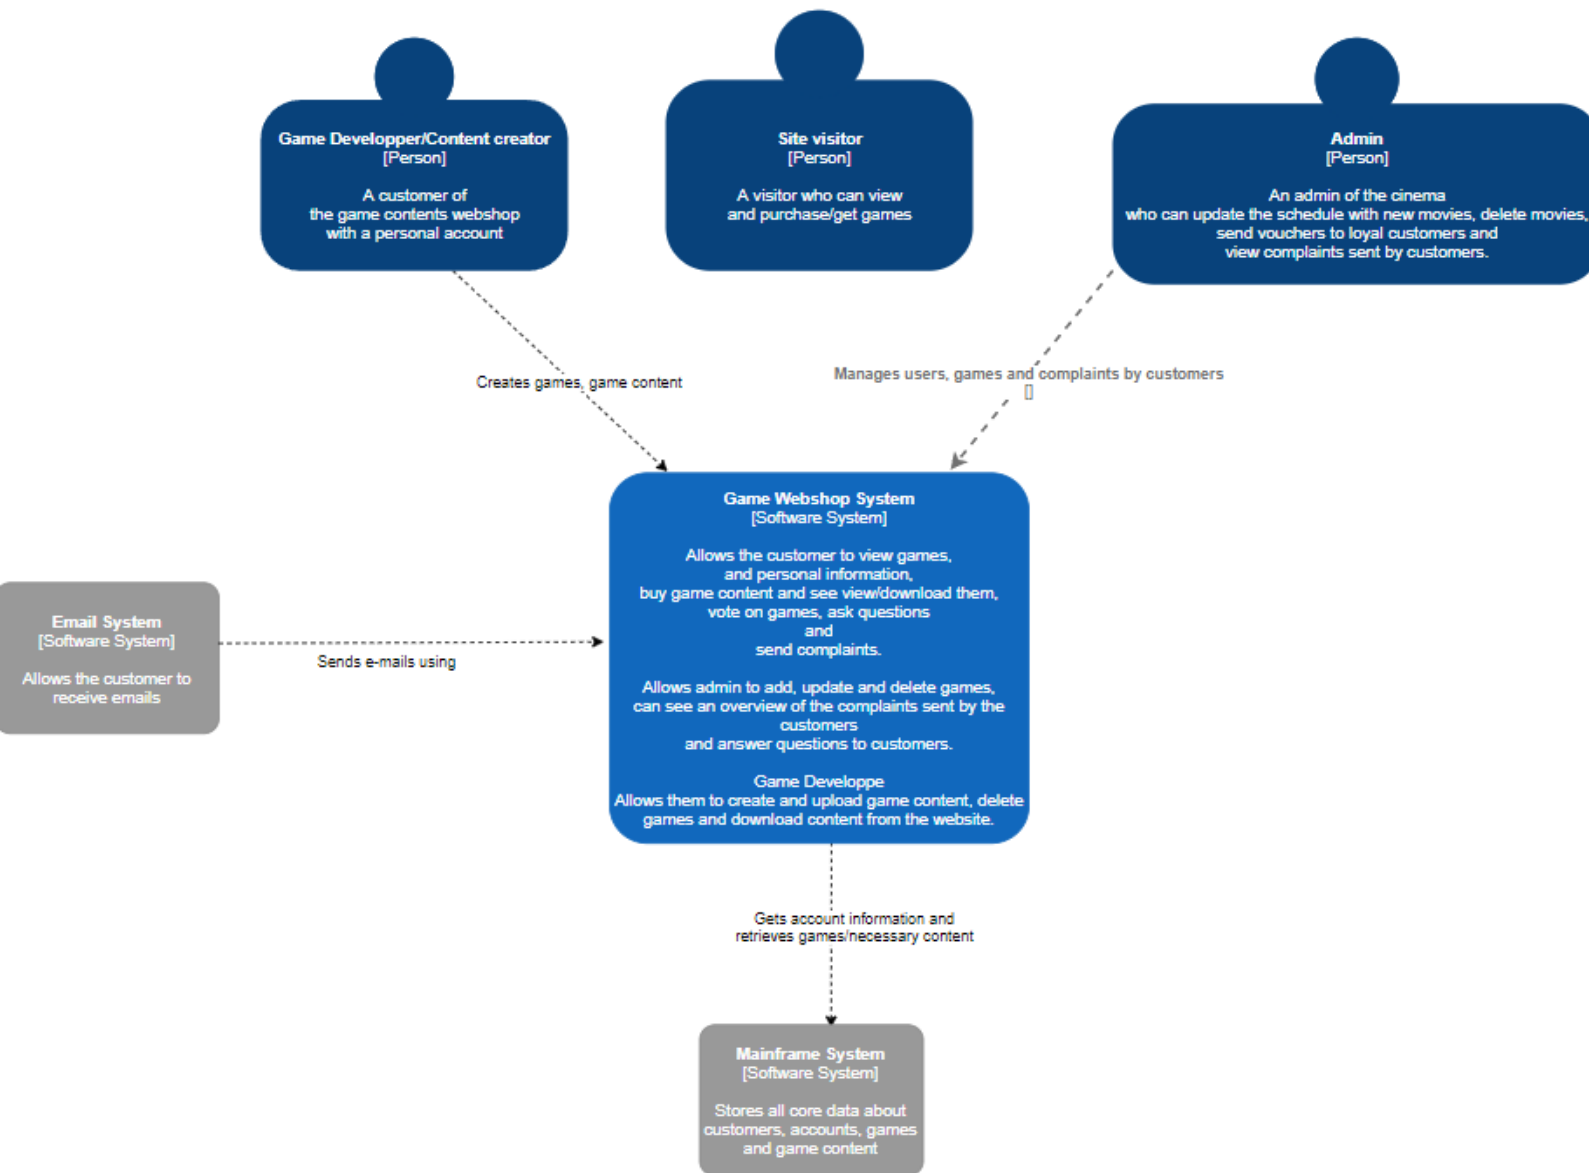 Game Developper/Content creator
[Person]
A customer of
the game contents webshop
with a personal account
Site visitor
[Person]
A visitor who can view
and purchase/get games
Admin
[Person]
An admin of the cinema
who can update the schedule with new movies, delete movies,
send vouchers to loyal customers and
view complaints sent by customers.
Creates games, game content
Manages users, games and complaints by customers
[]
Game Webshop System
[Software System]
Allows the customer to view games,
and personal information,
buy game content and see view/download them,
vote on games, ask questions
and
send complaints.
Allows admin to add, update and delete games,
can see an overview of the complaints sent by the
customers
and answer questions to customers.
Game Developpe
Allows them to create and upload game content, delete
games and download content from the website.
Email System
[Software System]
Allows the customer to
receive emails
Sends e-mails using
Gets account information and
retrieves games/necessary content
Mainframe System
[Software System]
Stores all core data about
customers, accounts, games
and game content